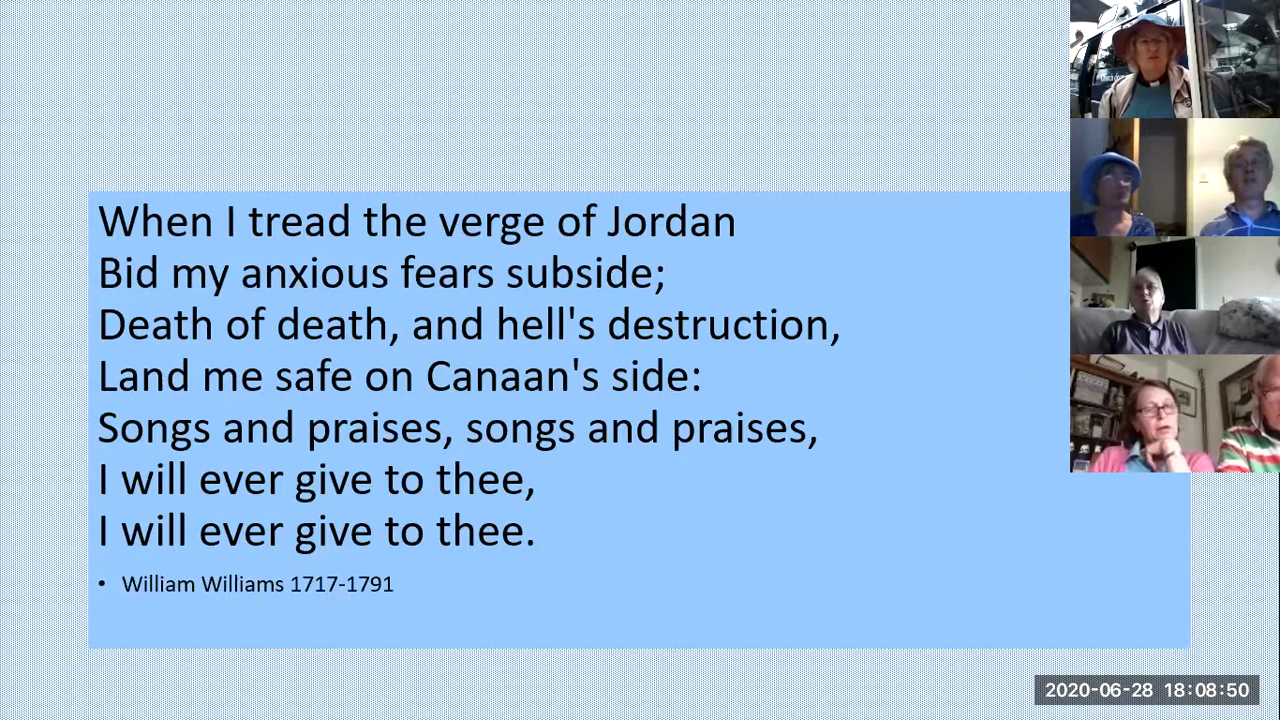 When I tread the verge of Jordan
Bid my anxious fears subside;
Death of death, and hell's destruction,
Land me safe on Canaan's side:
Songs and praises, songs and praises,
I will ever give to thee,
I will ever give to thee.
• William Williams 1717-1791
2020-06-28 18:08:50